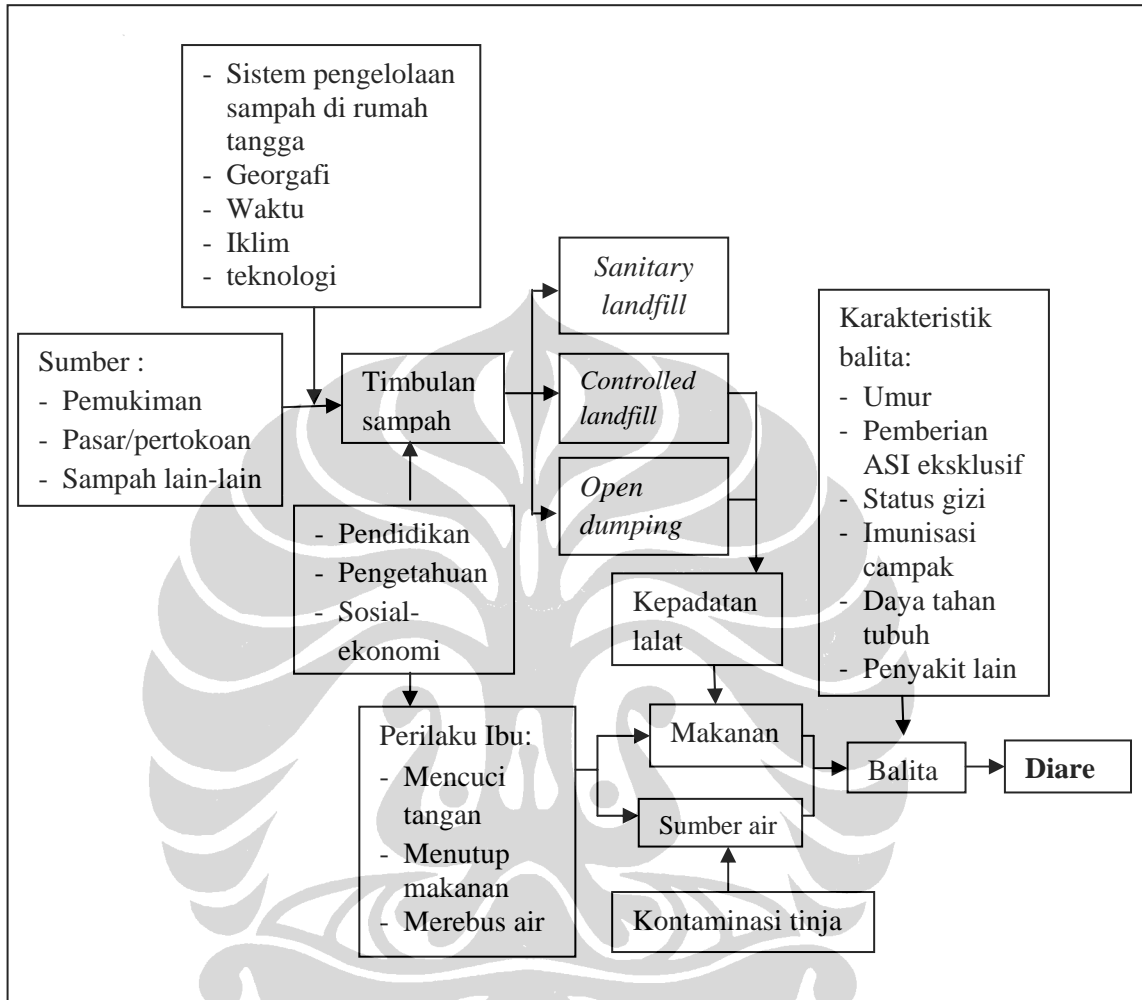 - Sistem pengelolaan
sampah di rumah
tangga
- Georgafi
- Waktu
- Iklim
- teknologi
Sumber :
- Pemukiman
- Pasar/pertokoan
- Sampah lain-lain
Timbulan
sampah
- Pendidikan
- Pengetahuan
- Sosial-
ekonomi
Sanitary
landfill
Controlled
landfill
Open
dumping
Kepadatan
lalat
Karakteristik
balita:
- Umur
- Pemberian
ASI eksklusif
- Status gizi
- Imunisasi
campak
- Daya tahan
tubuh
- Penyakit lain
Perilaku Ibu:
- Mencuci
tangan
- Menutup
makanan
- Merebus air
Makanan
Sumber air
Kontaminasi tinja
Balita
Diare